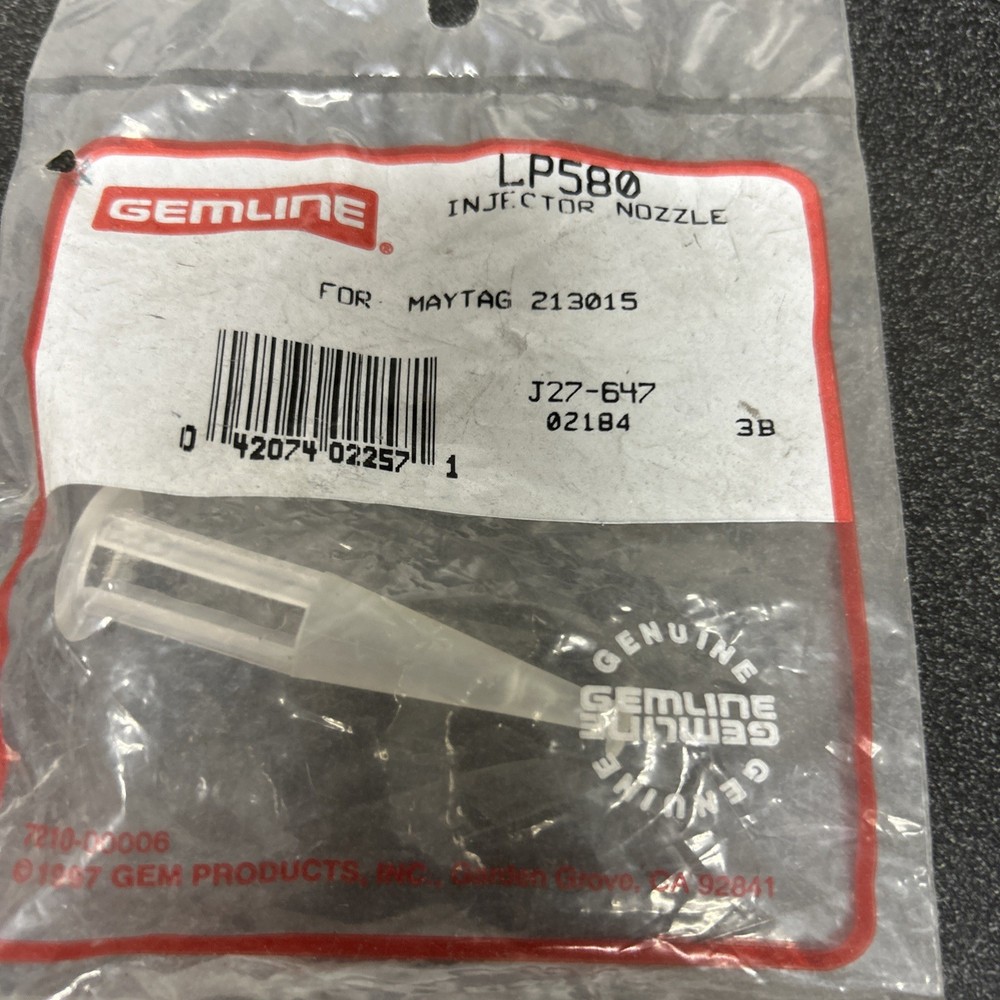 GEMLINE®
LP580
INJECTOR NOZZLE
FOR MAYTAG 213015
J27-647
02184 3B
0 42074 02257 1
GENUINE
GEMLINE
GEMLINE
GENUINE
7210-00006
©1997 GEM PRODUCTS, INC., Garden Grove, CA 92841